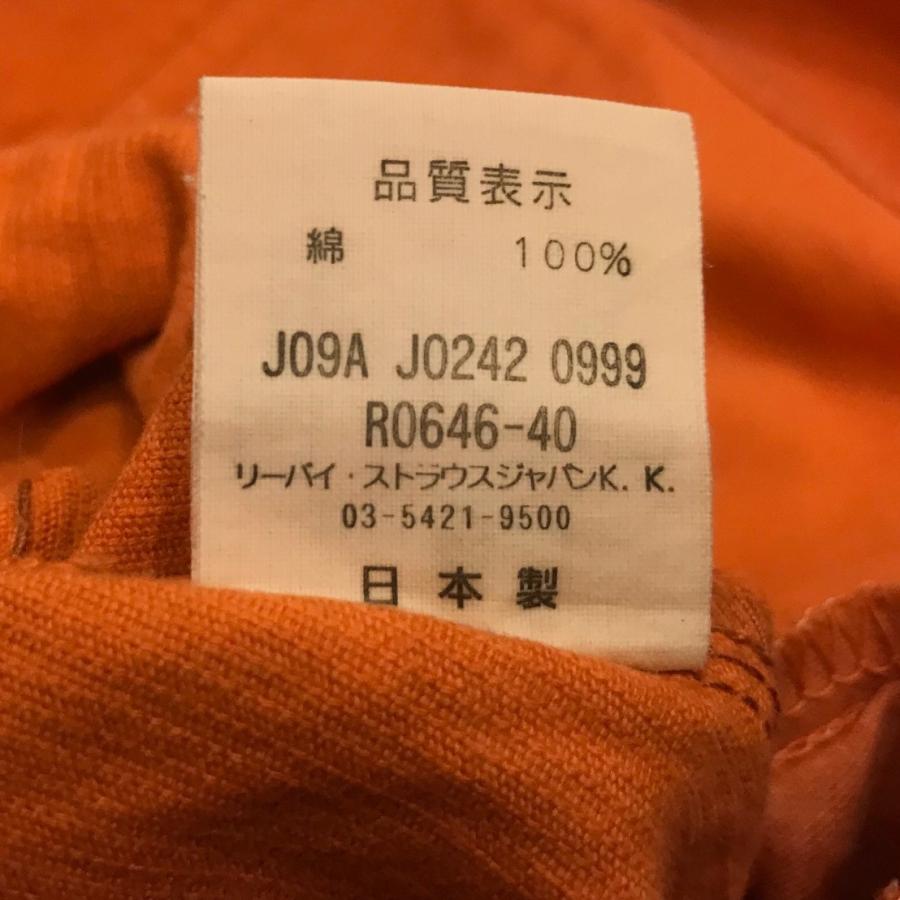 品質表示
綿 100%
J09A J0242 0999
R0646-40
リーバイ・ストラウスジャパンK. K.
03-5421-9500
日本製